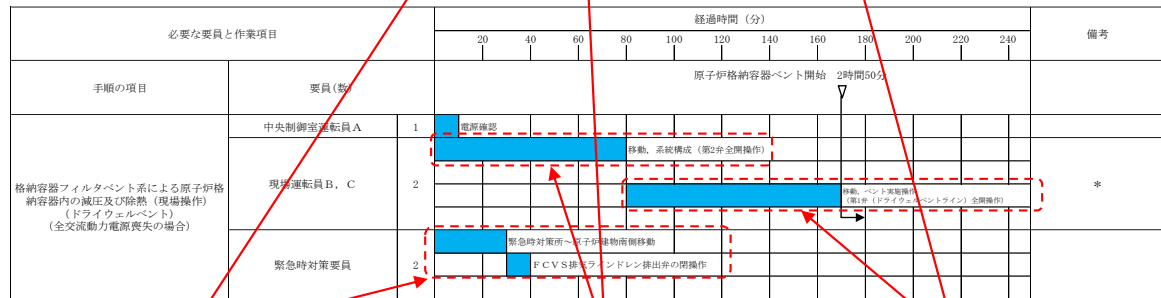 必要な要員と作業項目
経過時間（分）
備考
20 40 60 80 100 120 140 160 180 200 220 240
手順の項目
要員(数)
原子炉格納容器ベント開始 2時間50分
格納容器フィルタベント系による原子炉格
納容器内の減圧及び除熱（現場操作）
（ドライウェルベント）
（全交流動力電源喪失の場合）
中央制御室運転員A
1
電源確認
現場運転員B，C
2
移動，系統構成（第2弁全開操作）
移動，ベント実施操作
（第1弁（ドライウェルベントライン）全開操作）
＊
緊急時対策要員
2
緊急時対策所～原子炉建物南側移動
FCVS排気ラインドレン排出弁の閉操作